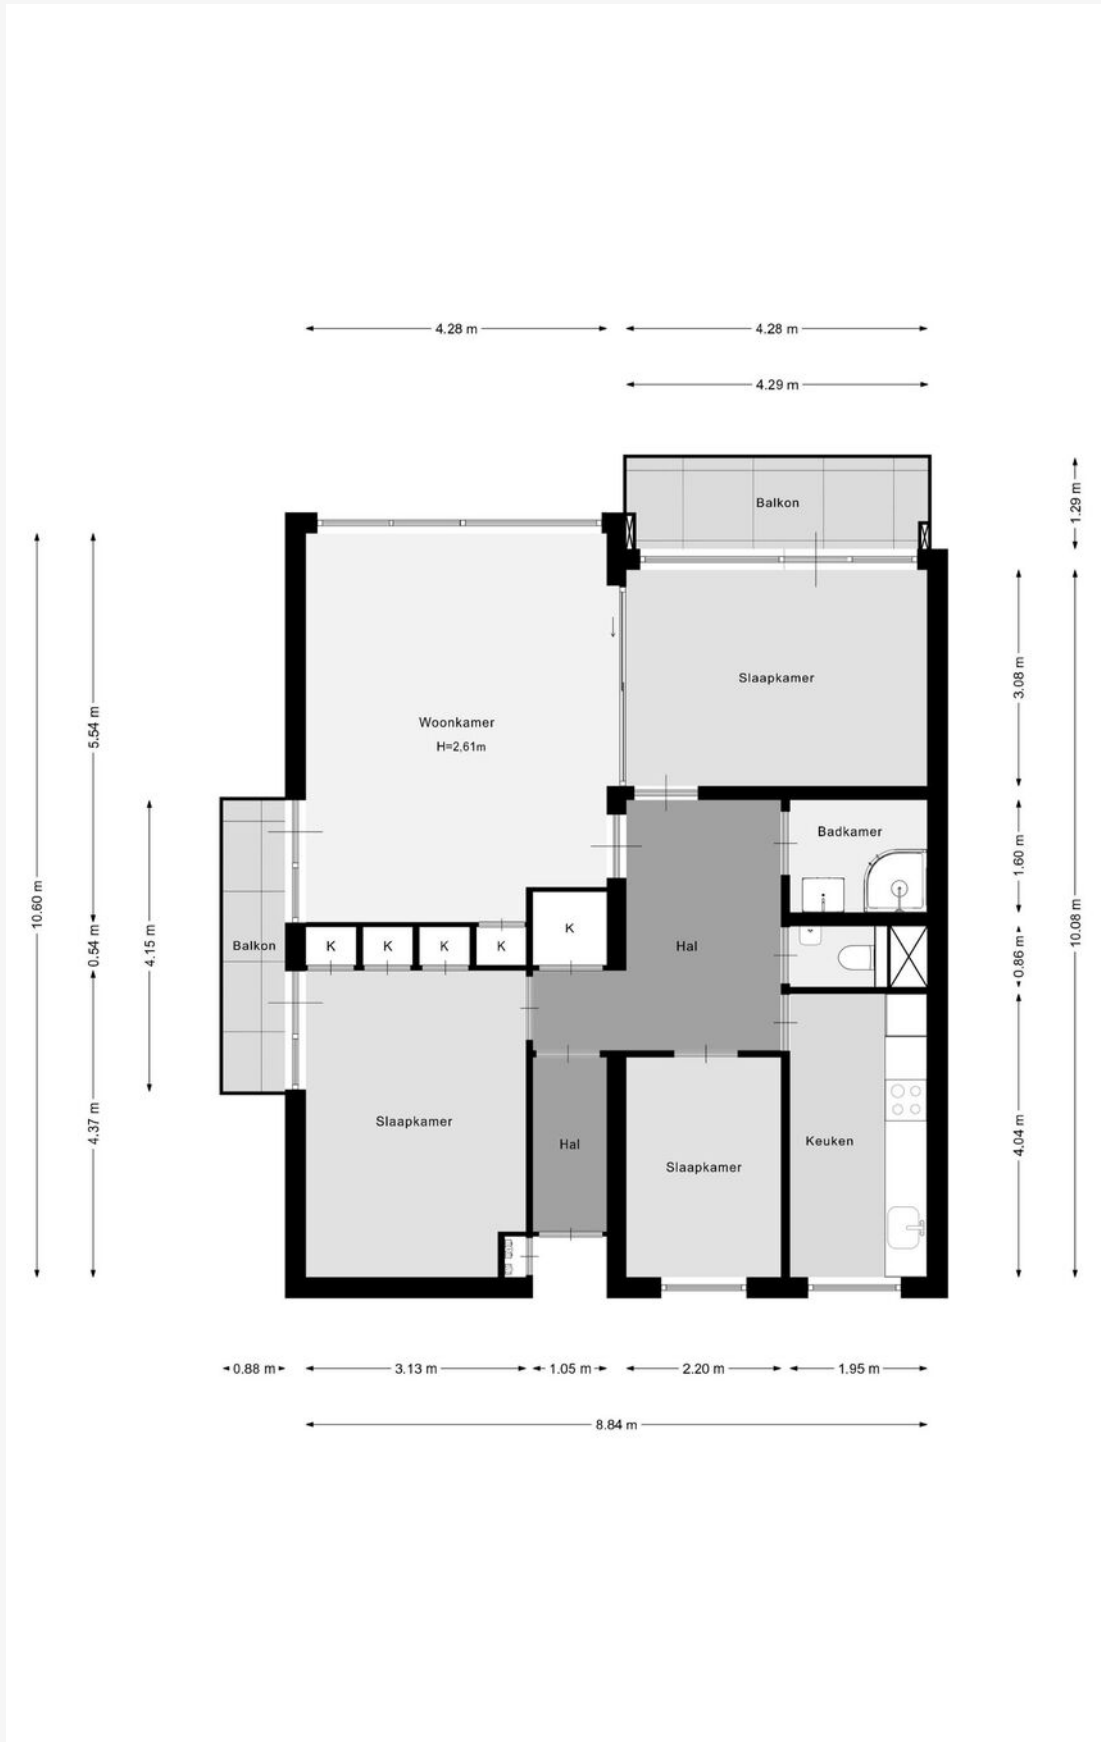 4.28 m
4.28 m
4.29 m
Balkon
1.29 m
Slaapkamer
3.08 m
Woonkamer
H=2,61m
5.54 m
Badkamer
1.60 m
10.60 m
K
10.08 m
Balkon
K
K
K
K
Hal
0.54 m
4.15 m
0.86 m
Slaapkamer
4.37 m
Hal
Slaapkamer
Keuken
4.04 m
0.88 m
3.13 m
1.05 m
2.20 m
1.95 m
8.84 m